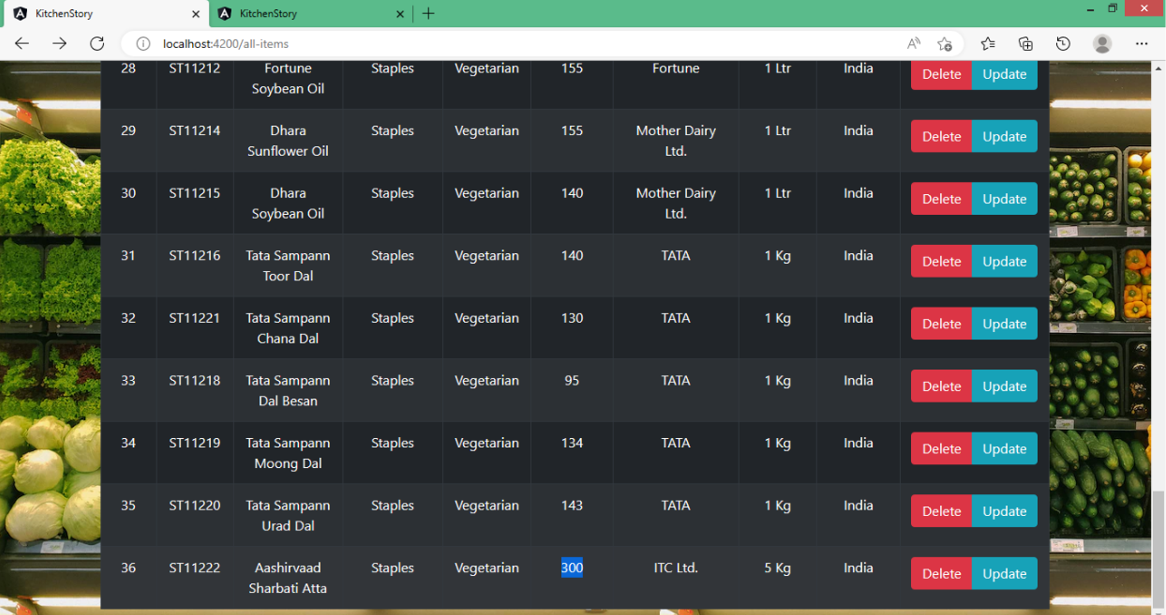 KitchenStory
KitchenStory
localhost:4200/all-items
28 ST11212 Fortune Staples Vegetarian 155 Fortune 1 Ltr India Delete Update
Soybean Oil
29 ST11214 Dhara Staples Vegetarian 155 Mother Dairy 1 Ltr India Delete Update
Sunflower Oil Ltd.
30 ST11215 Dhara Staples Vegetarian 140 Mother Dairy 1 Ltr India Delete Update
Soybean Oil Ltd.
31 ST11216 Tata Sampann Staples Vegetarian 140 TATA 1 Kg India Delete Update
Toor Dal
32 ST11221 Tata Sampann Staples Vegetarian 130 TATA 1 Kg India Delete Update
Chana Dal
33 ST11218 Tata Sampann Staples Vegetarian 95 TATA 1 Kg India Delete Update
Dal Besan
34 ST11219 Tata Sampann Staples Vegetarian 134 TATA 1 Kg India Delete Update
Moong Dal
35 ST11220 Tata Sampann Staples Vegetarian 143 TATA 1 Kg India Delete Update
Urad Dal
36 ST11222 Aashirvaad Staples Vegetarian 300 ITC Ltd. 5 Kg India Delete Update
Sharbati Atta